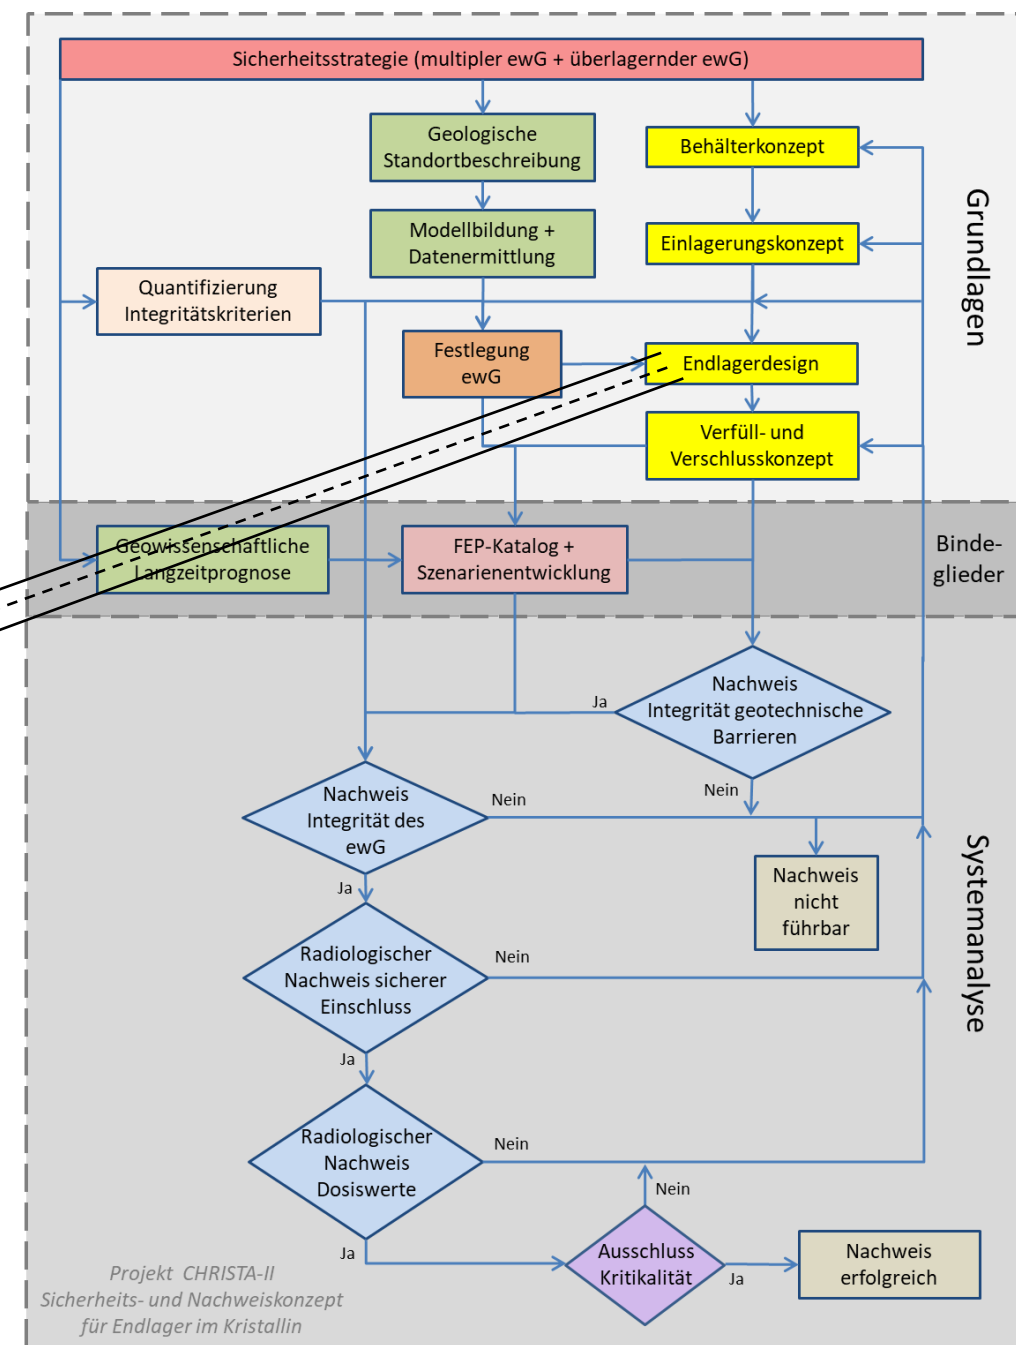 Sicherheitsstrategie (multipler ewG + überlagernder ewG)
Geologische
Standortbeschreibung
Behälterkonzept
Modellbildung +
Datenermittlung
Einlagerungskonzept
Grundlagen
Quantifizierung
Integritätskriterien
Festlegung
ewG
Endlagerdesign
Verfüll- und
Verschlusskonzept
Geowissenschaftliche
Langzeitprognose
FEP-Katalog +
Szenarienentwicklung
Binde-
glieder
Nachweis
Integrität geotechnische
Barrieren
Ja
Nein
Nachweis
Integrität des
ewG
Nein
Ja
Nachweis
nicht
führbar
Systemanalyse
Radiologischer
Nachweis sicherer
Einschluss
Nein
Ja
Radiologischer
Nachweis
Dosiswerte
Nein
Ja
Nein
Ausschluss
Kritikalität
Ja
Nachweis
erfolgreich
Projekt CHRISTA-II
Sicherheits- und Nachweiskonzept
für Endlager im Kristallin